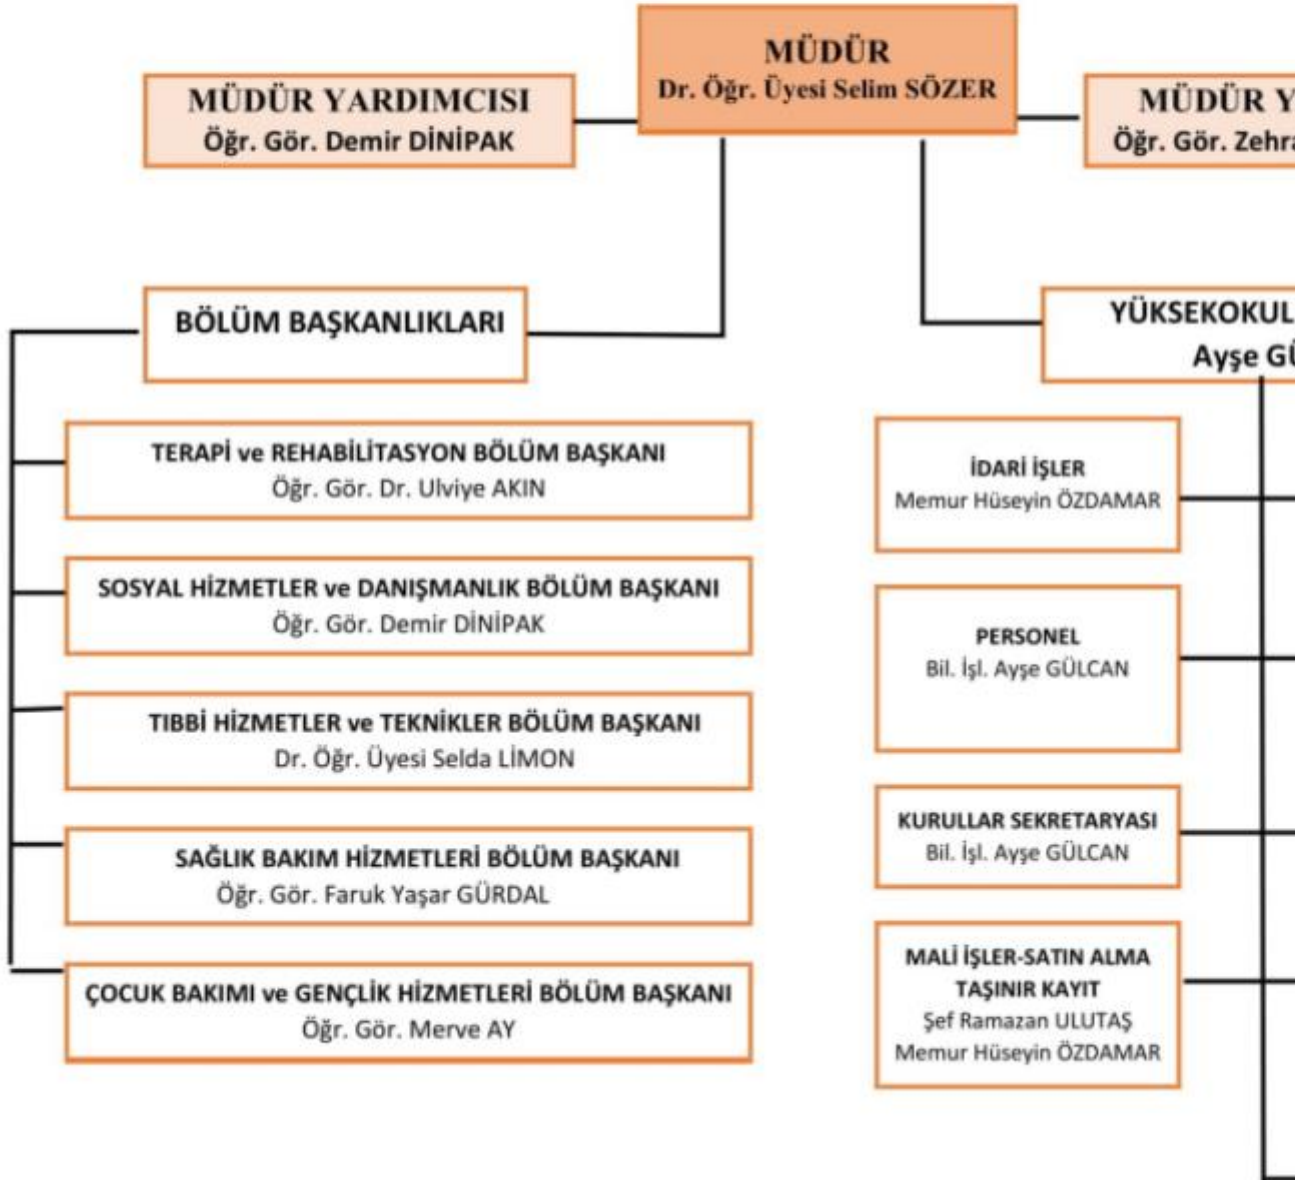 MÜDÜR
Dr. Öğr. Üyesi Selim SÖZER
MÜDÜR YARDIMCISI
Öğr. Gör. Demir DİNİPAK
MÜDÜR
Öğr. Gör.
BÖLÜM BAŞKANLIKLARI
YÜKSEKOKUL
Ayşe
TERAPİ ve REHABİLİTASYON BÖLÜM BAŞKANI
Öğr. Gör. Dr. Ulviye AKIN
SOSYAL HİZMETLER ve DANIŞMANLIK BÖLÜM BAŞKANI
Öğr. Gör. Demir DİNİPAK
TIBBİ HİZMETLER ve TEKNİKLER BÖLÜM BAŞKANI
Dr. Öğr. Üyesi Selda LİMON
SAĞLIK BAKIM HİZMETLERİ BÖLÜM BAŞKANI
Öğr. Gör. Faruk Yaşar GÜRDAL
ÇOCUK BAKIMI ve GENÇLİK HİZMETLERİ BÖLÜM BAŞKANI
Öğr. Gör. Merve AY
İDARİ İŞLER
Memur Hüseyin ÖZDAMAR
PERSONEL
Bil. İşl. Ayşe GÜLCAN
KURULLAR SEKRETARYASI
Bil. İşl. Ayşe GÜLCAN
MALİ İŞLER-SATIN ALMA
TAŞINIR KAYIT
Şef Ramazan ULUTAŞ
Memur Hüseyin ÖZDAMAR